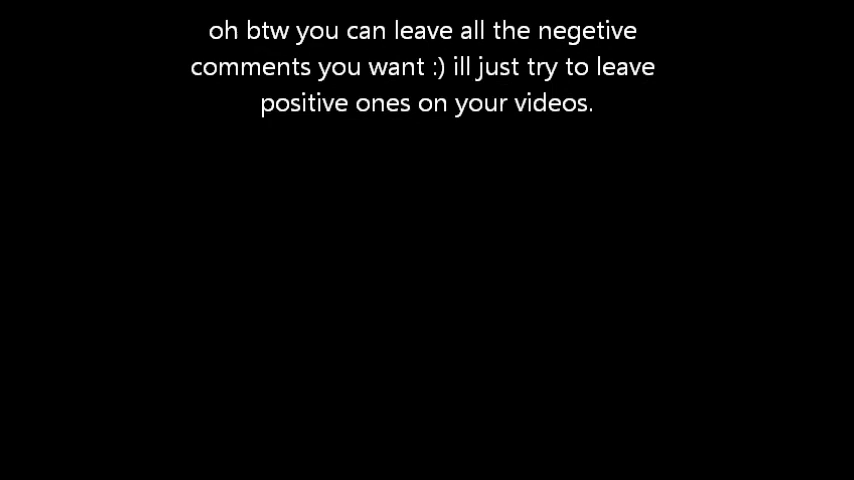 oh btw you can leave all the negetive
comments you want :) ill just try to leave
positive ones on your videos.